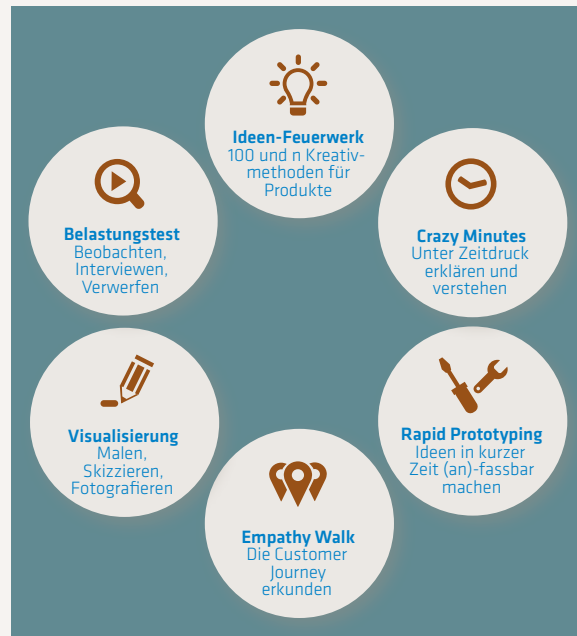 Ideen-Feuerwerk
100 und n Kreativ-
methoden für
Produkte
Belastungstest
Beobachten,
Interviewen,
Verwerfen
Crazy Minutes
Unter Zeitdruck
erklären und
verstehen
Visualisierung
Malen,
Skizzieren,
Fotografieren
Rapid Prototyping
Ideen in kurzer
Zeit (an)-fassbar
machen
Empathy Walk
Die Customer
Journey
erkunden